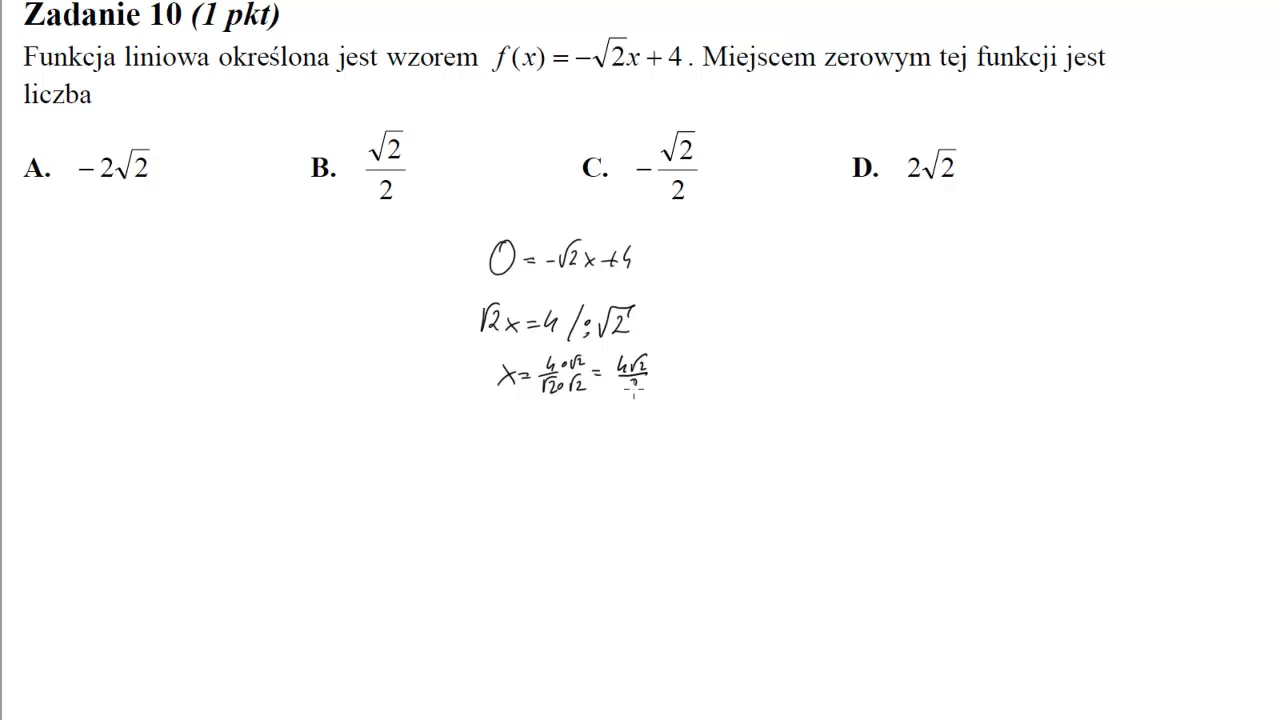 Zadanie 10 (1 pkt)
Funkcja liniowa określona jest wzorem f(x) = −√2x + 4. Miejscem zerowym tej funkcji jest
liczba
A. −2√2 B. √2/2 C. −√2/2 D. 2√2
0 = -√2x+4
√2x=4 /:√2
x= 4·√2/√2·√2 = 4√2/2